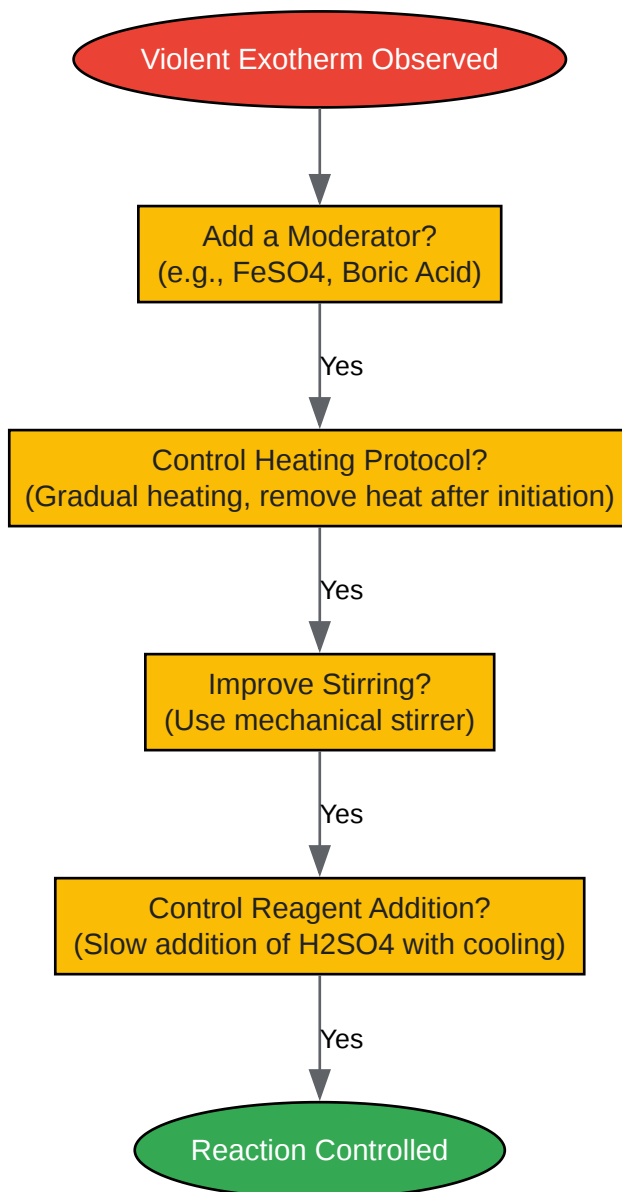 Violent Exotherm Observed
Add a Moderator?
(e.g., FeSO4, Boric Acid)
Yes
Control Heating Protocol?
(Gradual heating, remove heat after initiation)
Yes
Improve Stirring?
(Use mechanical stirrer)
Yes
Control Reagent Addition?
(Slow addition of H2SO4 with cooling)
Yes
Reaction Controlled